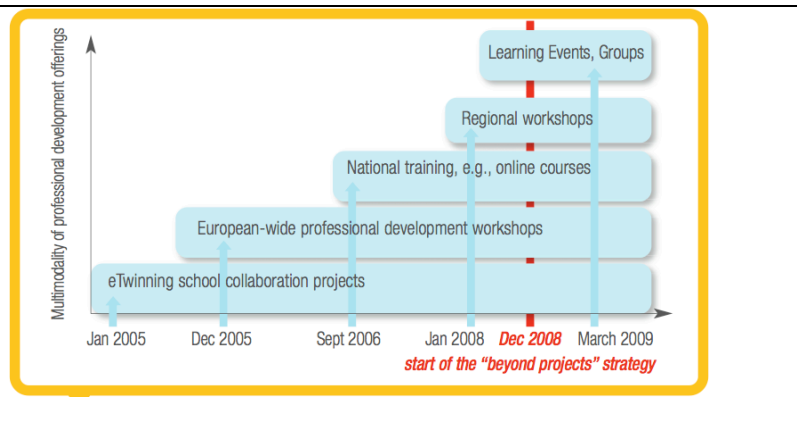 Multimodality of professional development offerings
Learning Events, Groups
Regional workshops
National training, e.g., online courses
European-wide professional development workshops
eTwinning school collaboration projects
Jan 2005 Dec 2005 Sept 2006 Jan 2008 Dec 2008 March 2009
start of the “beyond projects” strategy